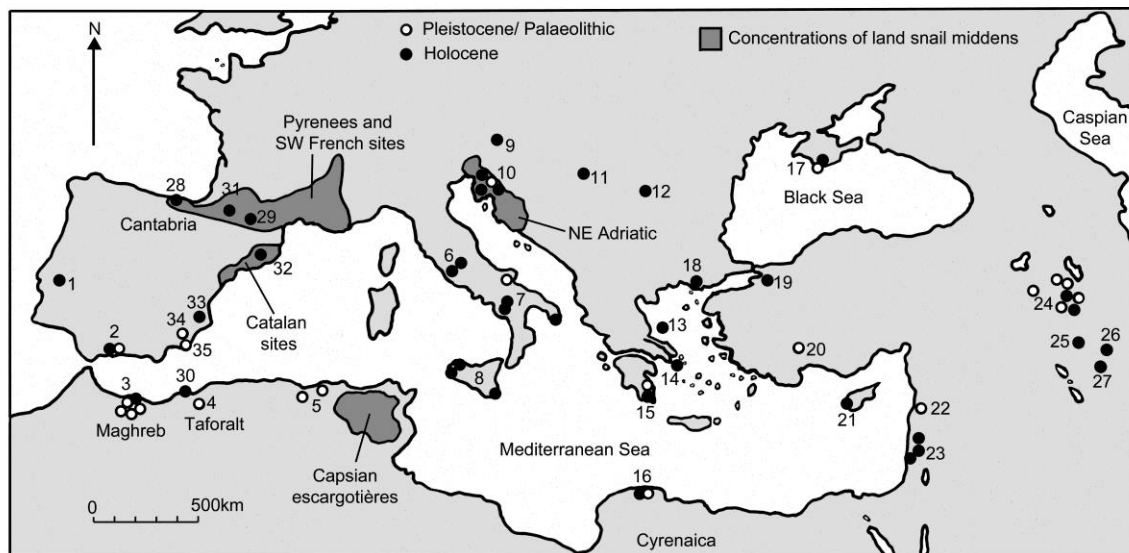 N
Pleistocene/ Palaeolithic
Holocene
Concentrations of land snail middens
Caspian
Sea
Pyrenees and
SW French sites
9
10
11
12
17
Black Sea
28
31
29
Cantabria
NE Adriatic
32
1
6
7
18
19
33
34
35
Catalan
sites
13
24
25
26
27
2
3
30
4
5
8
14
15
20
21
22
23
Maghreb
Taforalt
Mediterranean Sea
Capsian
escargotières
16
0
500km
Cyrenaica